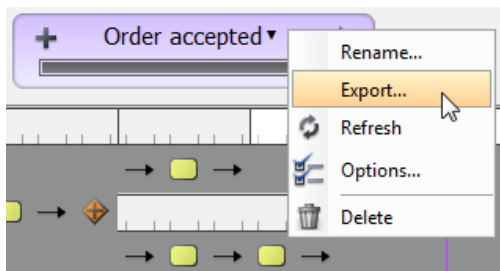 Order accepted
Rename...
Export...
Refresh
Options...
Delete